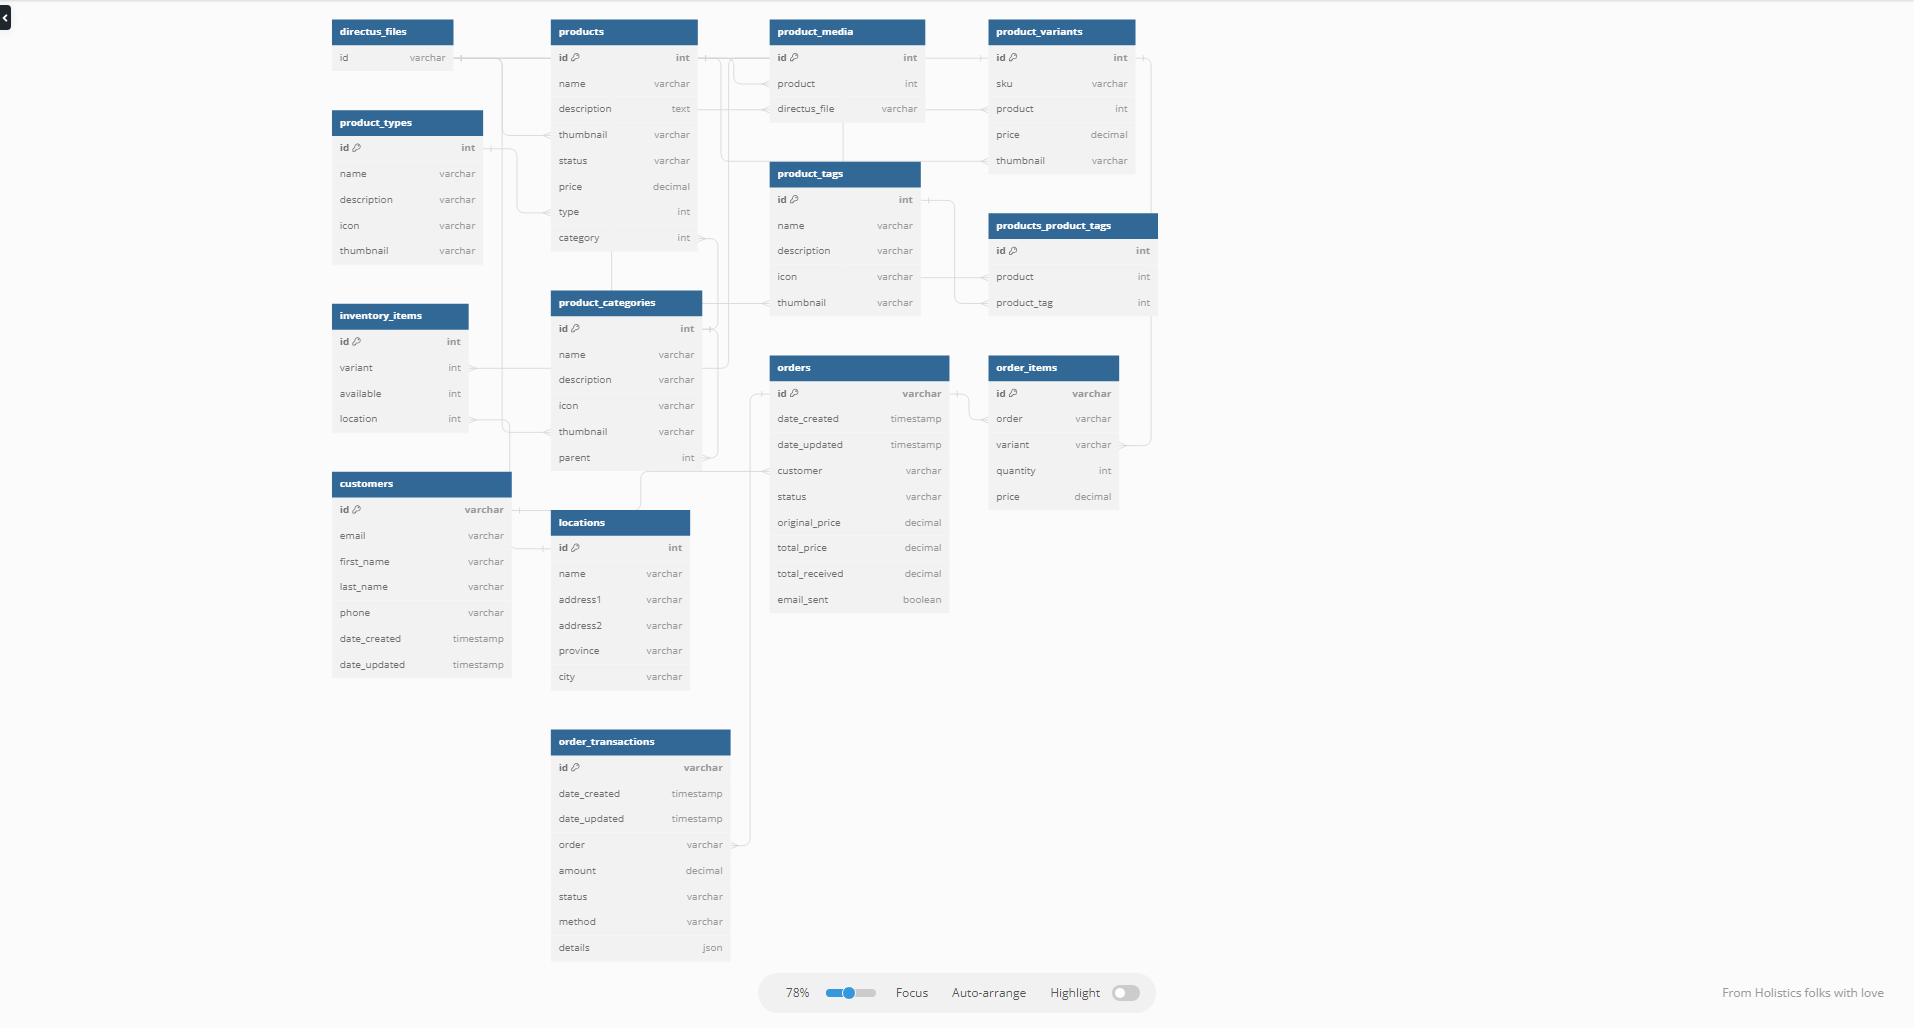 directus_files
id varchar
product_types
id int
name varchar
description varchar
icon varchar
thumbnail varchar
inventory_items
id int
variant int
available int
location int
customers
id varchar
email varchar
first_name varchar
last_name varchar
phone varchar
date_created timestamp
date_updated timestamp
products
id int
name varchar
description text
thumbnail varchar
status varchar
price decimal
type int
category int
product_categories
id int
name varchar
description varchar
icon varchar
thumbnail varchar
parent int
locations
id int
name varchar
address1 varchar
address2 varchar
province varchar
city varchar
order_transactions
id varchar
date_created timestamp
date_updated timestamp
order varchar
amount decimal
status varchar
method varchar
details json
product_media
id int
product int
directus_file varchar
product_tags
id int
name varchar
description varchar
icon varchar
thumbnail varchar
orders
id varchar
date_created timestamp
date_updated timestamp
customer varchar
status varchar
original_price decimal
total_price decimal
total_received decimal
email_sent boolean
product_variants
id int
sku varchar
product int
price decimal
thumbnail varchar
products_product_tags
id int
product int
product_tag int
order_items
id varchar
order varchar
variant varchar
quantity int
price decimal
78% Focus Auto-arrange Highlight
From Holistics folks with love